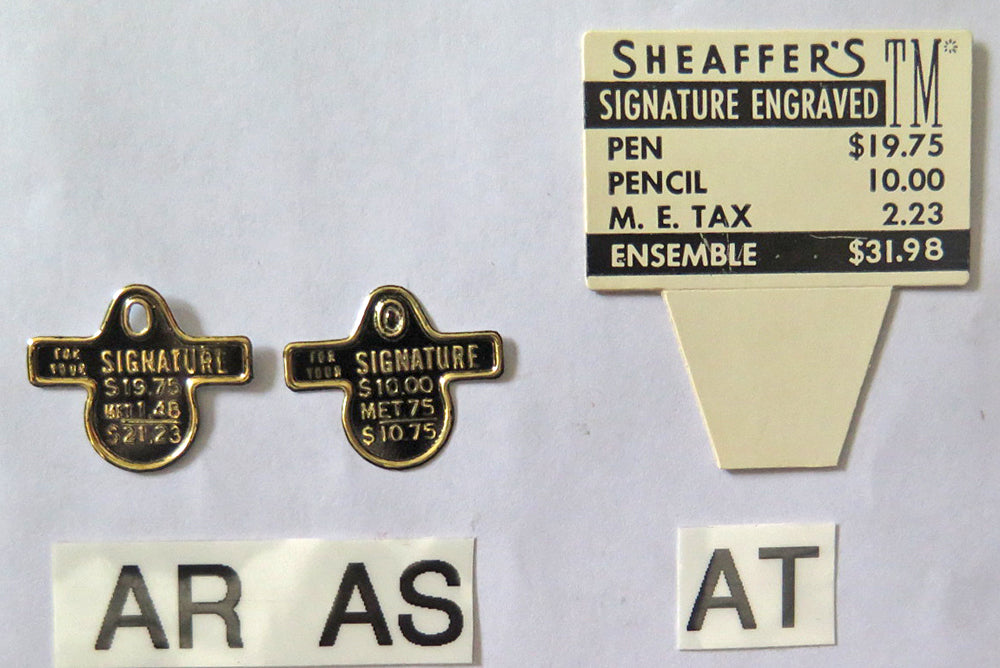 SHEAFFER'S TM*
SIGNATURE ENGRAVED
PEN $19.75
PENCIL 10.00
M. E. TAX 2.23
ENSEMBLE $31.98
FOR YOUR SIGNATURE
$19.75
MET 1.48
$21.23
FOR YOUR SIGNATURE
$10.00
MET 75
$10.75
AR AS AT